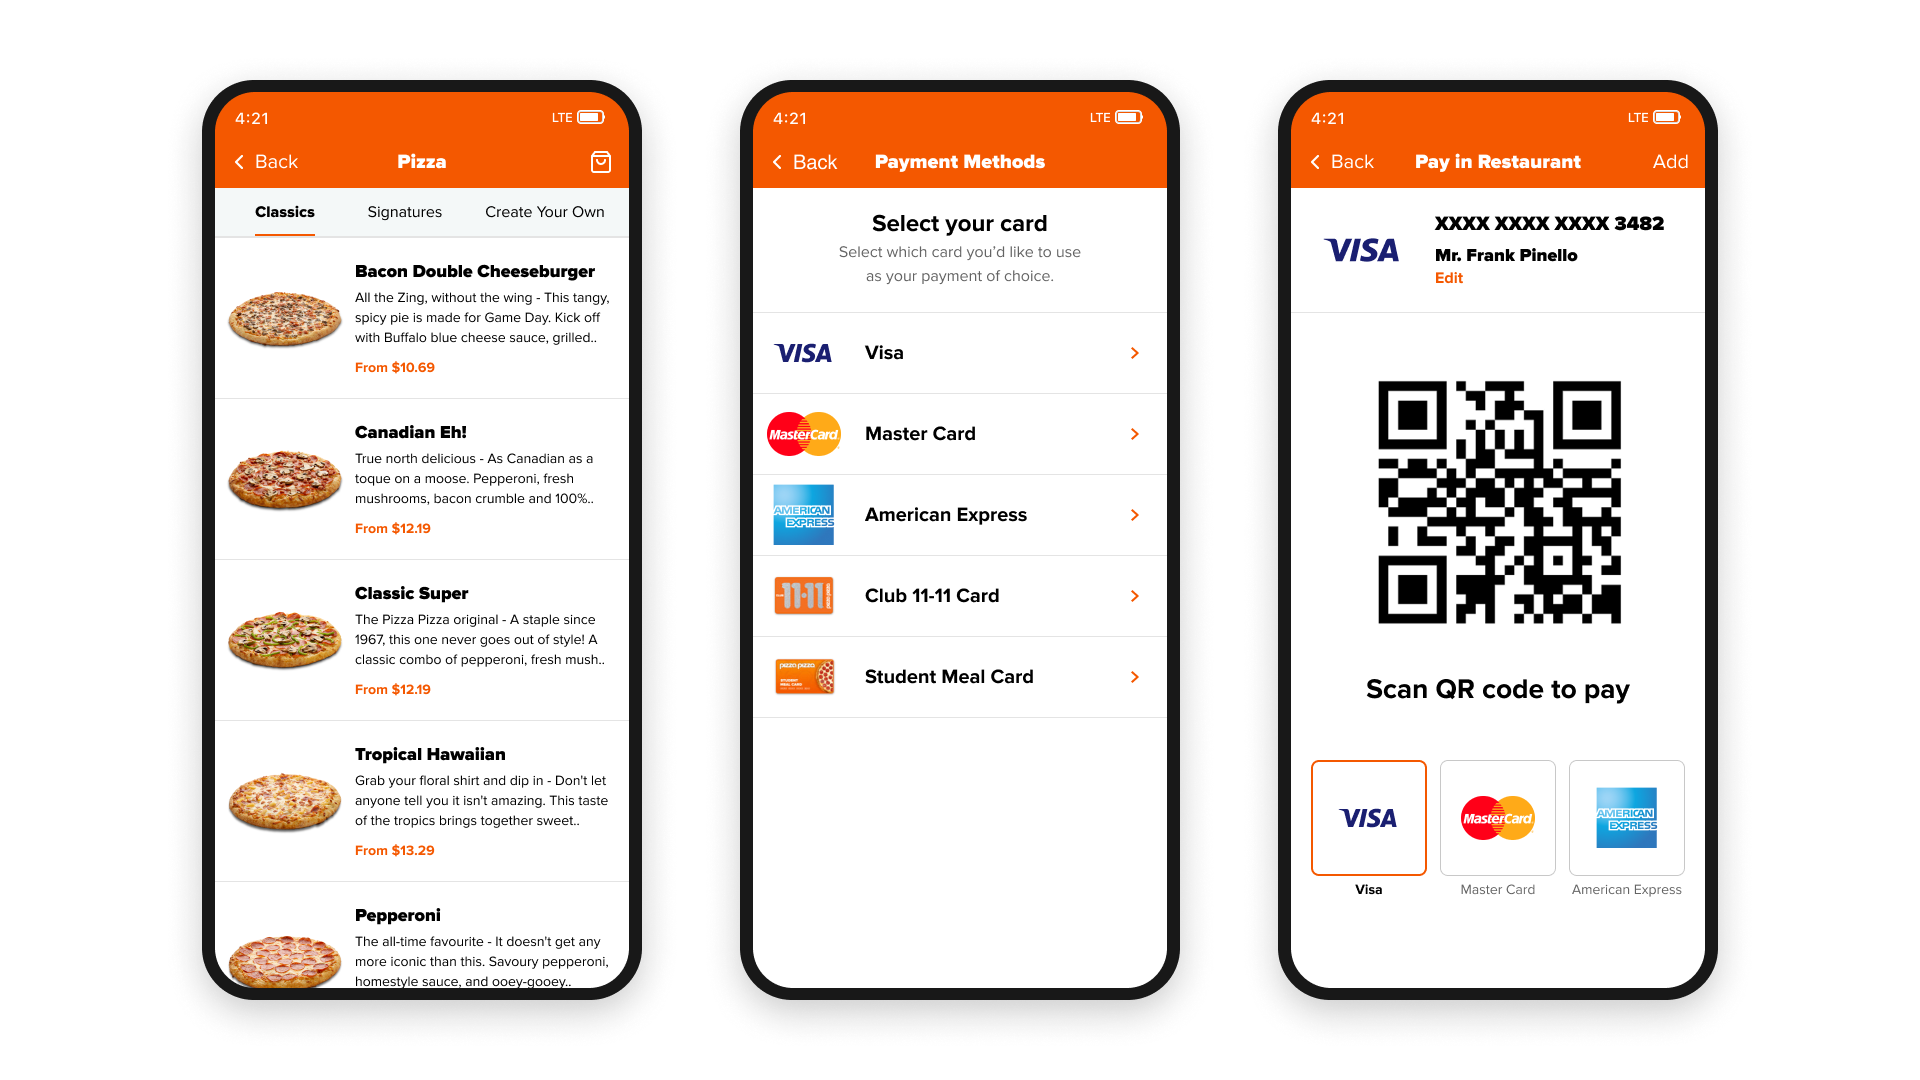 4:21
LTE
Back
Pizza
Classics
Signatures
Create Your Own
Bacon Double Cheeseburger
All the Zing, without the wing - This tangy,
spicy pie is made for Game Day. Kick off
with Buffalo blue cheese sauce, grilled..
From $10.69
Canadian Eh!
True north delicious - As Canadian as a
toque on a moose. Pepperoni, fresh
mushrooms, bacon crumble and 100%..
From $12.19
Classic Super
The Pizza Pizza original - A staple since
1967, this one never goes out of style! A
classic combo of pepperoni, fresh mush..
From $12.19
Tropical Hawaiian
Grab your floral shirt and dip in - Don't let
anyone tell you it isn't amazing. This taste
of the tropics brings together sweet..
From $13.29
Pepperoni
The all-time favourite - It doesn't get any
more iconic than this. Savoury pepperoni,
homestyle sauce, and ooey-gooey..
4:21
LTE
Back
Payment Methods
Select your card
Select which card you'd like to use
as your payment of choice.
VISA
Visa
MasterCard
Master Card
AMERICAN
EXPRESS
American Express
11-11
Club 11-11 Card
pizza pizza
STUDENT
MEAL CARD
Student Meal Card
4:21
LTE
Back
Pay in Restaurant
Add
VISA
XXXX XXXX XXXX 3482
Mr. Frank Pinello
Edit
Scan QR code to pay
VISA
MasterCard
AMERICAN
EXPRESS
Visa
Master Card
American Express